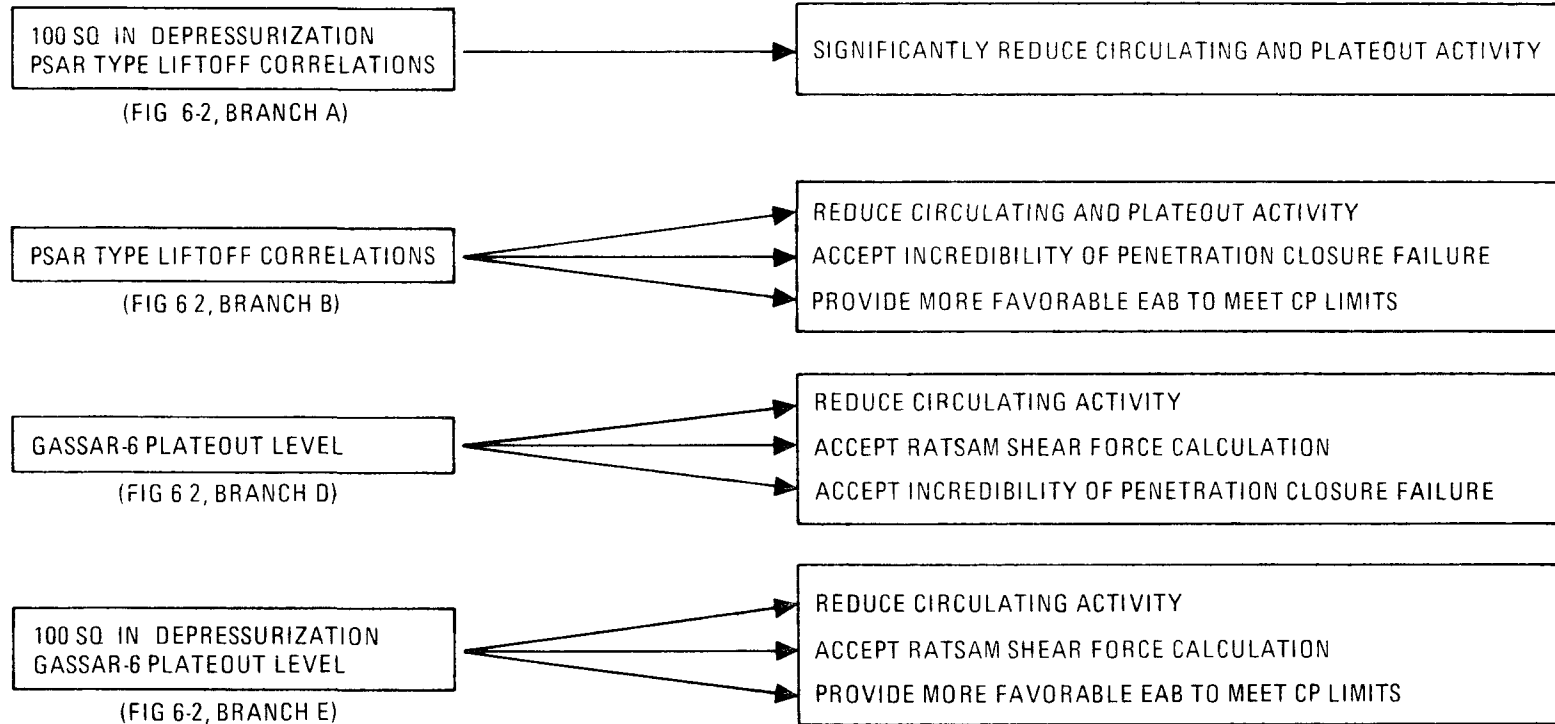 100 SQ IN DEPRESSURIZATION
PSAR TYPE LIFTOFF CORRELATIONS
(FIG 6-2, BRANCH A)
SIGNIFICANTLY REDUCE CIRCULATING AND PLATEOUT ACTIVITY
PSAR TYPE LIFTOFF CORRELATIONS
(FIG 6 2, BRANCH B)
REDUCE CIRCULATING AND PLATEOUT ACTIVITY
ACCEPT INCREDIBILITY OF PENETRATION CLOSURE FAILURE
PROVIDE MORE FAVORABLE EAB TO MEET CP LIMITS
GASSAR-6 PLATEOUT LEVEL
(FIG 6 2, BRANCH D)
REDUCE CIRCULATING ACTIVITY
ACCEPT RATSAM SHEAR FORCE CALCULATION
ACCEPT INCREDIBILITY OF PENETRATION CLOSURE FAILURE
100 SQ IN DEPRESSURIZATION
GASSAR-6 PLATEOUT LEVEL
(FIG 6-2, BRANCH E)
REDUCE CIRCULATING ACTIVITY
ACCEPT RATSAM SHEAR FORCE CALCULATION
PROVIDE MORE FAVORABLE EAB TO MEET CP LIMITS